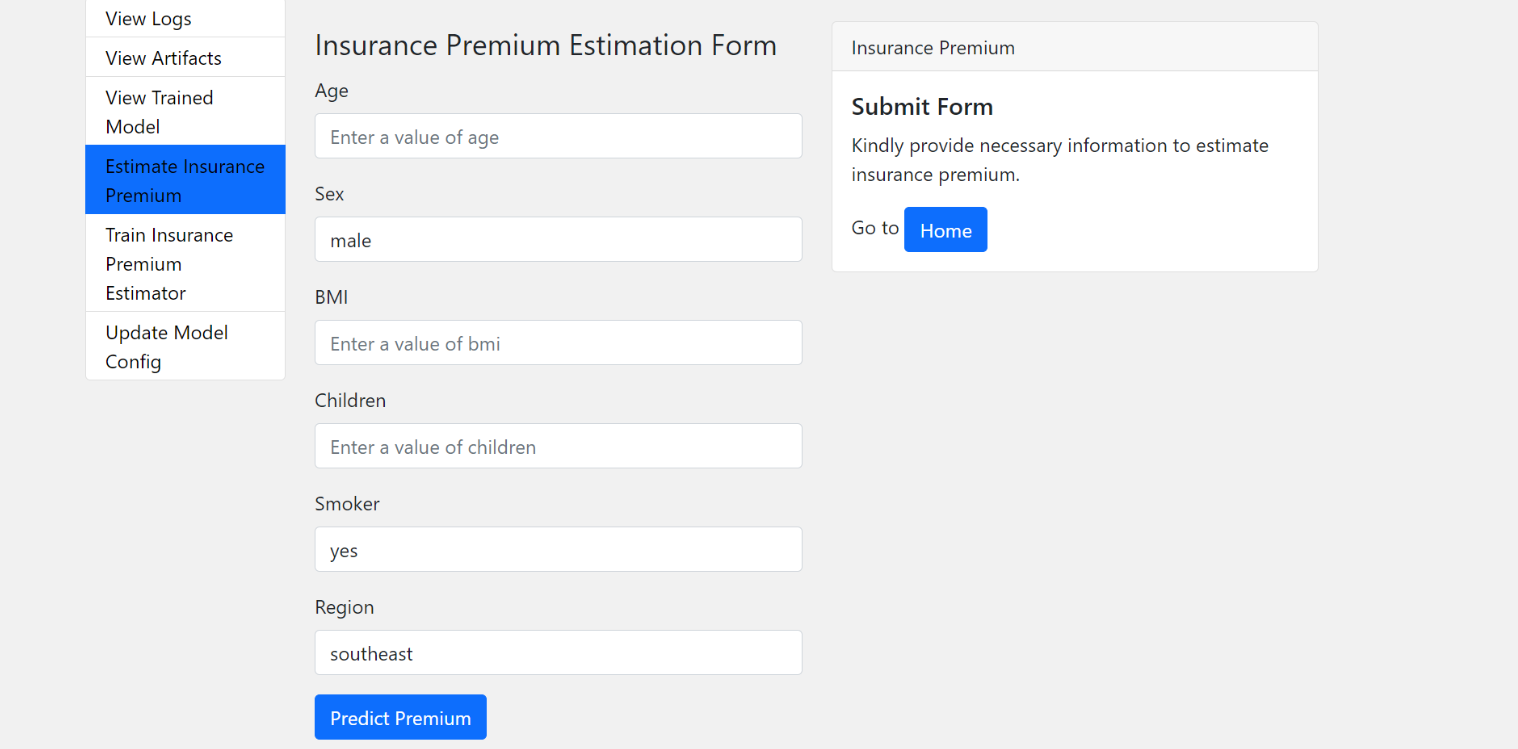 View Logs
View Artifacts
View Trained
Model
Estimate Insurance
Premium
Train Insurance
Premium
Estimator
Update Model
Config
Insurance Premium Estimation Form
Age
Enter a value of age
Sex
male
BMI
Enter a value of bmi
Children
Enter a value of children
Smoker
yes
Region
southeast
Predict Premium
Insurance Premium
Submit Form
Kindly provide necessary information to estimate
insurance premium.
Go to Home